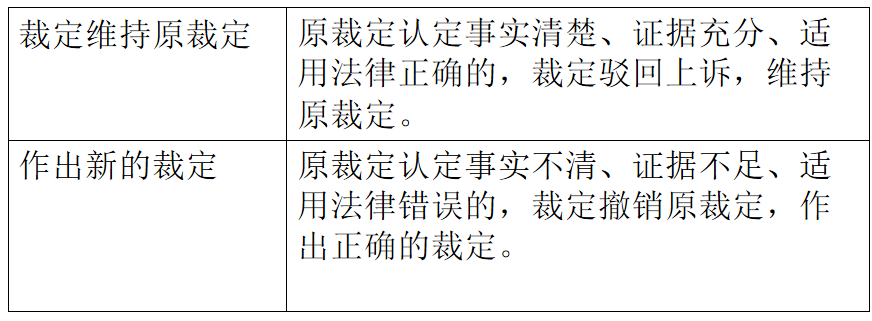 裁定维持原裁定
原裁定认定事实清楚、证据充分、适
用法律正确的，裁定驳回上诉，维持
原裁定。
作出新的裁定
原裁定认定事实不清、证据不足、适
用法律错误的，裁定撤销原裁定，作
出正确的裁定。